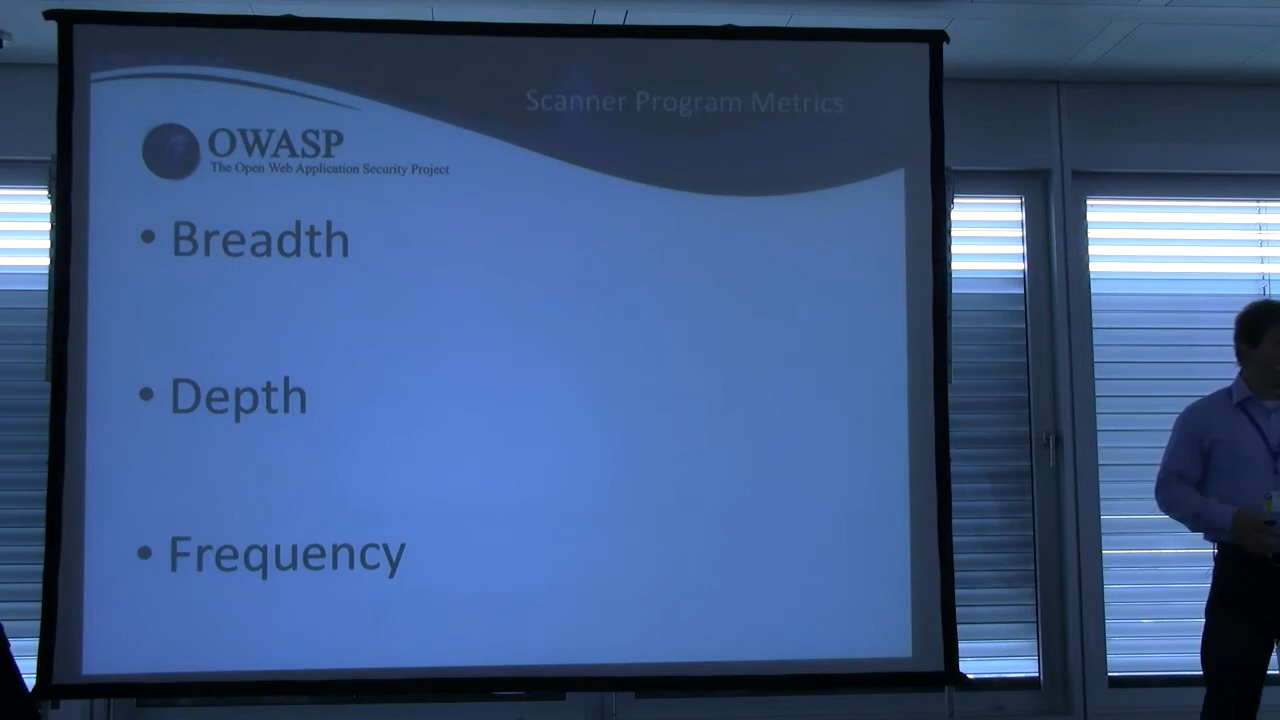 Scanner Program Metrics
OWASP
The Open Web Application Security Project
• Breadth
• Depth
• Frequency